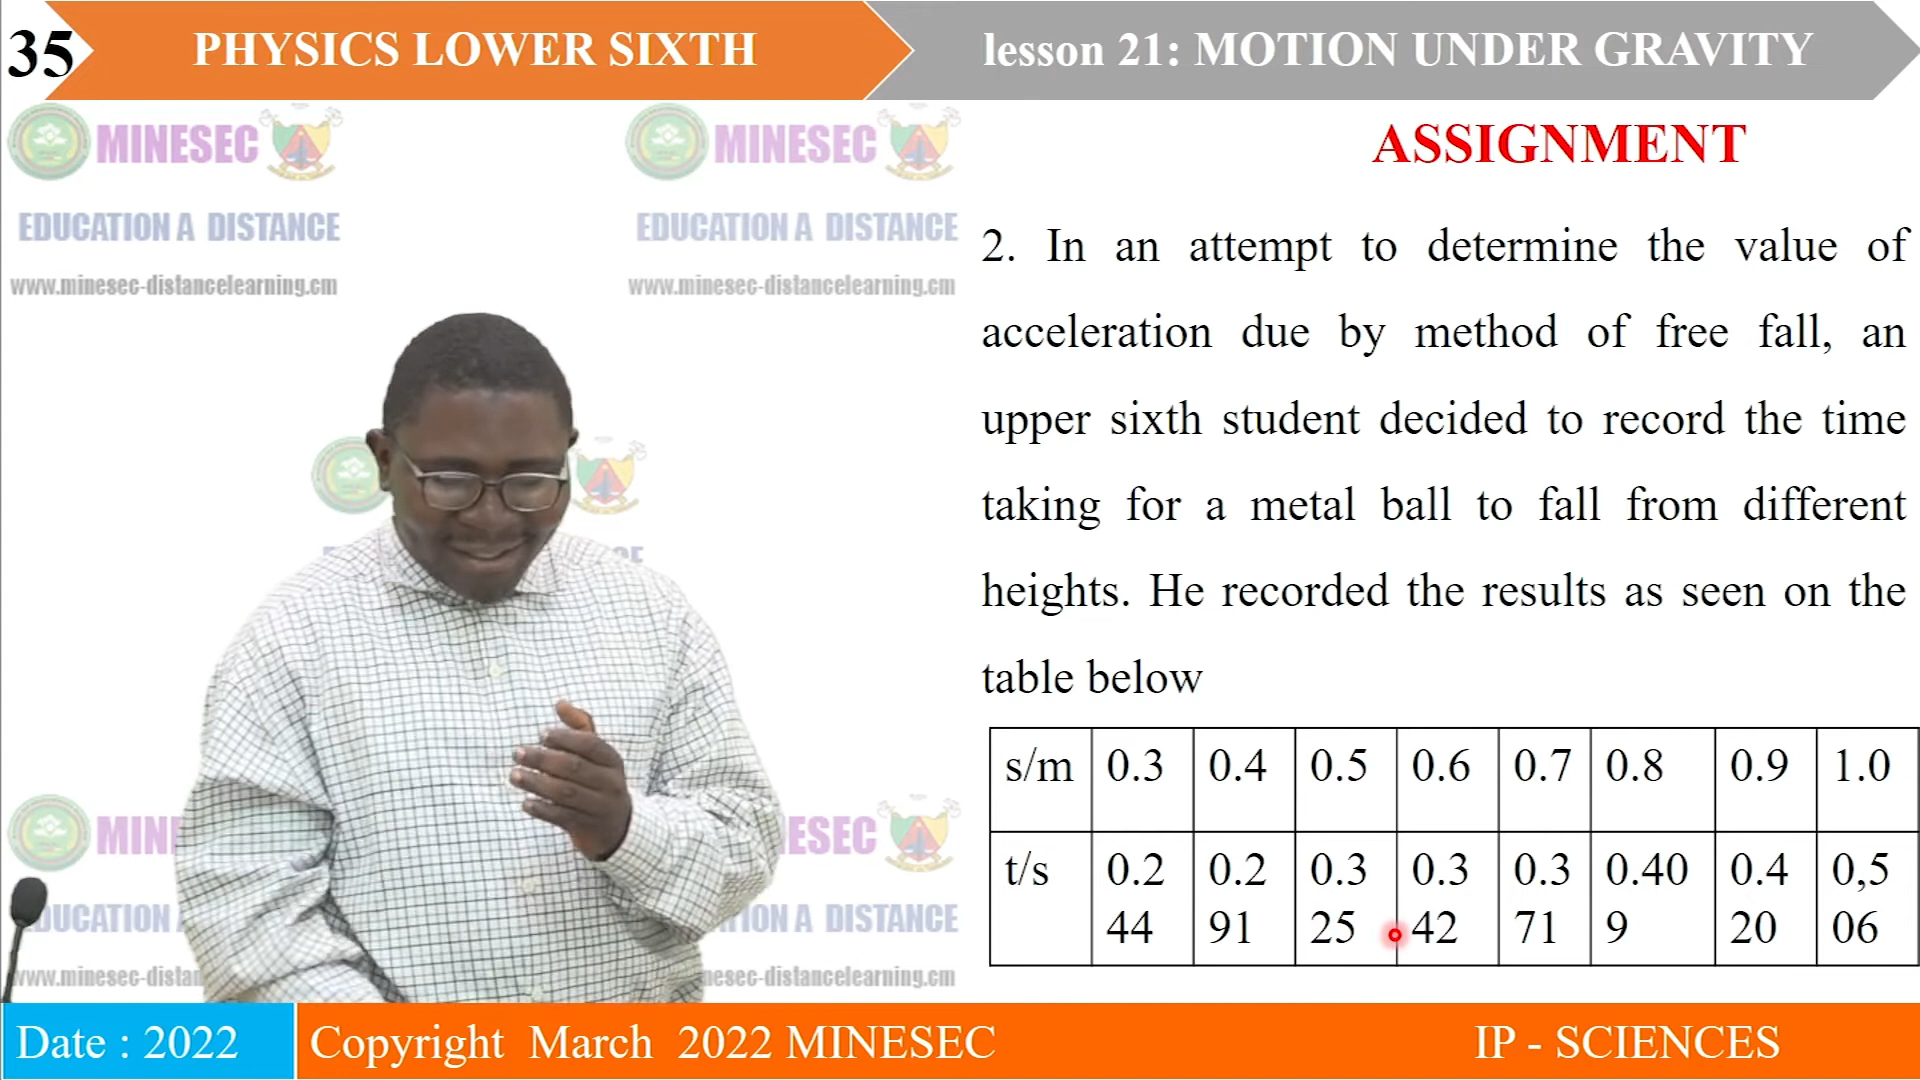 35
PHYSICS LOWER SIXTH
lesson 21: MOTION UNDER GRAVITY
MINESEC
MINESEC
EDUCATION A DISTANCE
EDUCATION A DISTANCE
www.minesec-distancelearning.cm
www.minesec-distancelearning.cm
ASSIGNMENT
2. In an attempt to determine the value of
acceleration due by method of free fall, an
upper sixth student decided to record the time
taking for a metal ball to fall from different
heights. He recorded the results as seen on the
table below
s/m 0.3 0.4 0.5 0.6 0.7 0.8 0.9 1.0
t/s 0.2 0.2 0.3 0.3 0.3 0.40 0.4 0,5
44 91 25 42 71 9 20 06
Date : 2022
Copyright March 2022 MINESEC
IP - SCIENCES